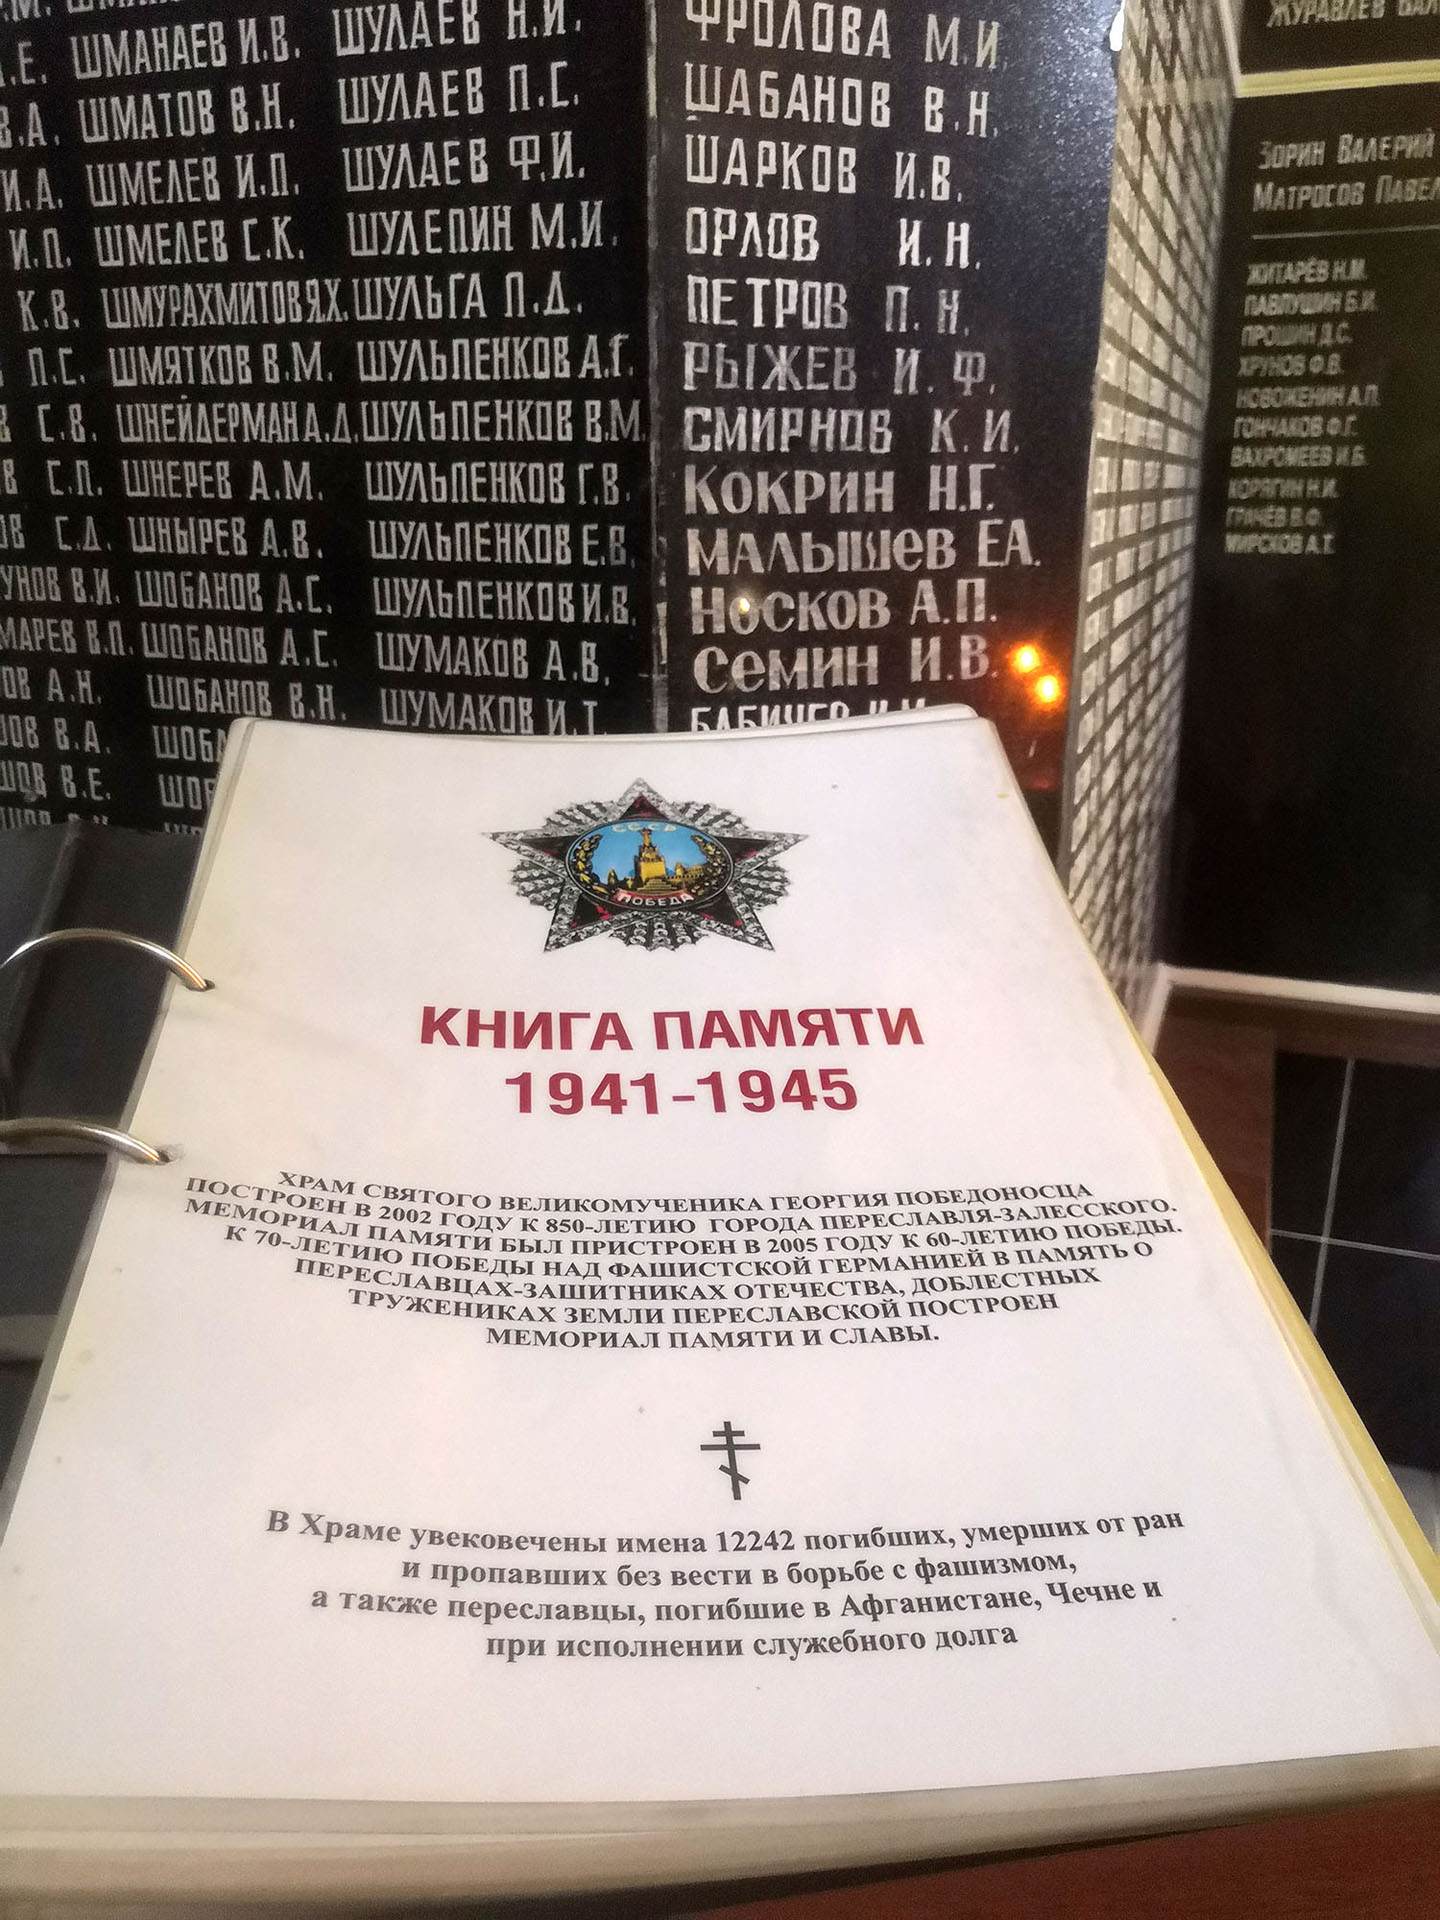 ШМАНАЕВ И.В.
ШМАТОВ В.Н.
ШМЕЛЕВ И.П.
ШМЕЛЕВ С.К.
ШМУРАХМИТОВ Я.Х.
ШМЯТКОВ В.М.
ШНЕЙДЕРМАН А.Д.
ШНЕРЕВ А.М.
ШНЫРЕВ А.В.
ШОБАНОВ А.С.
ШОБАНОВ А.С.
ШОБАНОВ В.Н.
ШУЛАЕВ Н.И.
ШУЛАЕВ П.С.
ШУЛАЕВ Ф.И.
ШУЛЕПИН М.И.
ШУЛЬГА П.Д.
ШУЛЬПЕНКОВ А.Г.
ШУЛЬПЕНКОВ В.М.
ШУЛЬПЕНКОВ Г.В.
ШУЛЬПЕНКОВ Е.В.
ШУЛЬПЕНКОВ И.В.
ШУМАКОВ А.В.
ШУМАКОВ И.Т.
ФРОЛОВА М.И.
ШАБАНОВ В.Н.
ШАРКОВ И.В.
ОРЛОВ И.Н.
ПЕТРОВ П.Н.
РЫЖЕВ И.Ф.
СМИРНОВ К.И.
КОКРИН Н.Г.
МАЛЫШЕВ Е.А.
НОСКОВ А.П.
СЕМИН И.В.
ЖУРАВЛЕВ
ЗОРИН ВАЛЕРИЙ
МАТРОСОВ ПАВЕЛ
ЖИТАРЁВ Н.М.
ПАВЛУШИН Б.И.
ПРОШИН Д.С.
ХРУНОВ Ф.В.
НОВОЖЕНИН А.П.
ГОНЧАКОВ Ф.Г.
ВАХРОМЕЕВ И.Б.
КОРЯГИН Н.И.
ГРАЧЁВ В.Ф.
МИРСКОВ А.Т.
СССР
ПОБЕДА
КНИГА ПАМЯТИ
1941-1945
ХРАМ СВЯТОГО ВЕЛИКОМУЧЕНИКА ГЕОРГИЯ ПОБЕДОНОСЦА
ПОСТРОЕН В 2002 ГОДУ К 850-ЛЕТИЮ ГОРОДА ПЕРЕСЛАВЛЯ-ЗАЛЕССКОГО.
МЕМОРИАЛ ПАМЯТИ БЫЛ ПРИСТРОЕН В 2005 ГОДУ К 60-ЛЕТИЮ ПОБЕДЫ.
К 70-ЛЕТИЮ ПОБЕДЫ НАД ФАШИСТСКОЙ ГЕРМАНИЕЙ В ПАМЯТЬ О
ПЕРЕСЛАВЦАХ-ЗАШИТНИКАХ ОТЕЧЕСТВА, ДОБЛЕСТНЫХ
ТРУЖЕНИКАХ ЗЕМЛИ ПЕРЕСЛАВСКОЙ ПОСТРОЕН
МЕМОРИАЛ ПАМЯТИ И СЛАВЫ.
В Храме увековечены имена 12242 погибших, умерших от ран
и пропавших без вести в борьбе с фашизмом,
а также переславцы, погибшие в Афганистане, Чечне и
при исполнении служебного долга